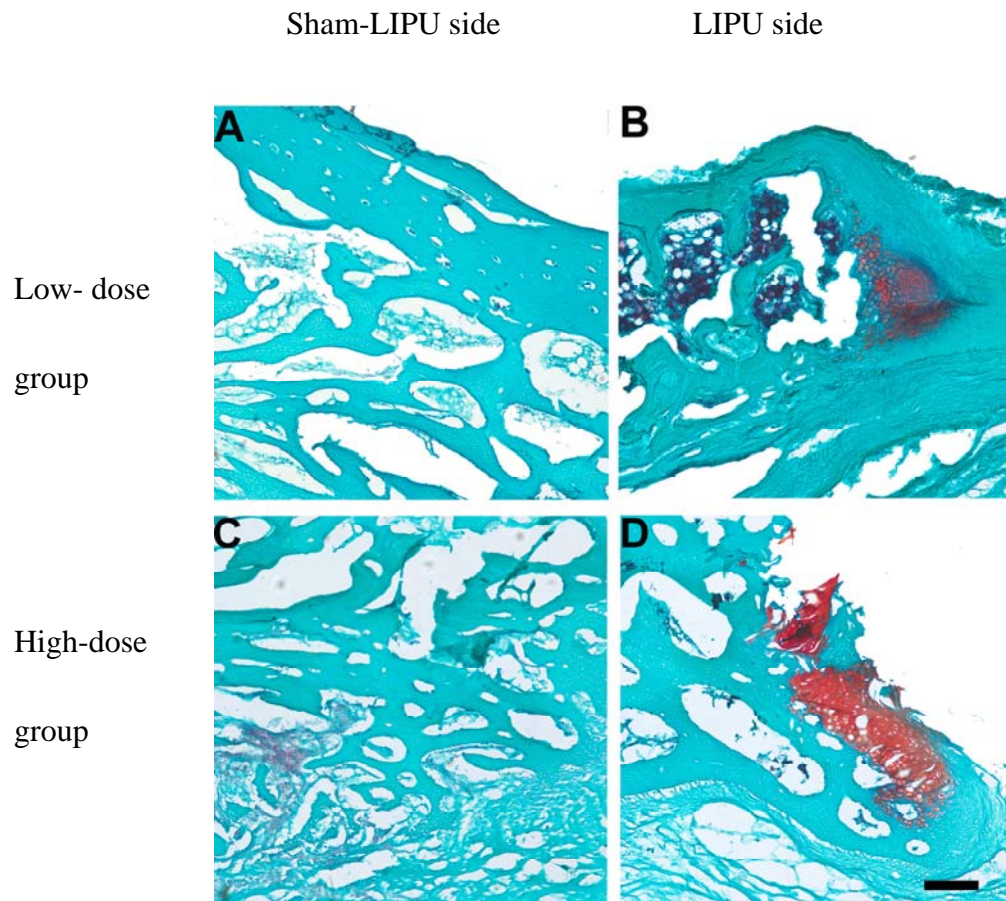 Sham-LIPU side LIPU side
A B
Low- dose
group
C D
High-dose
group